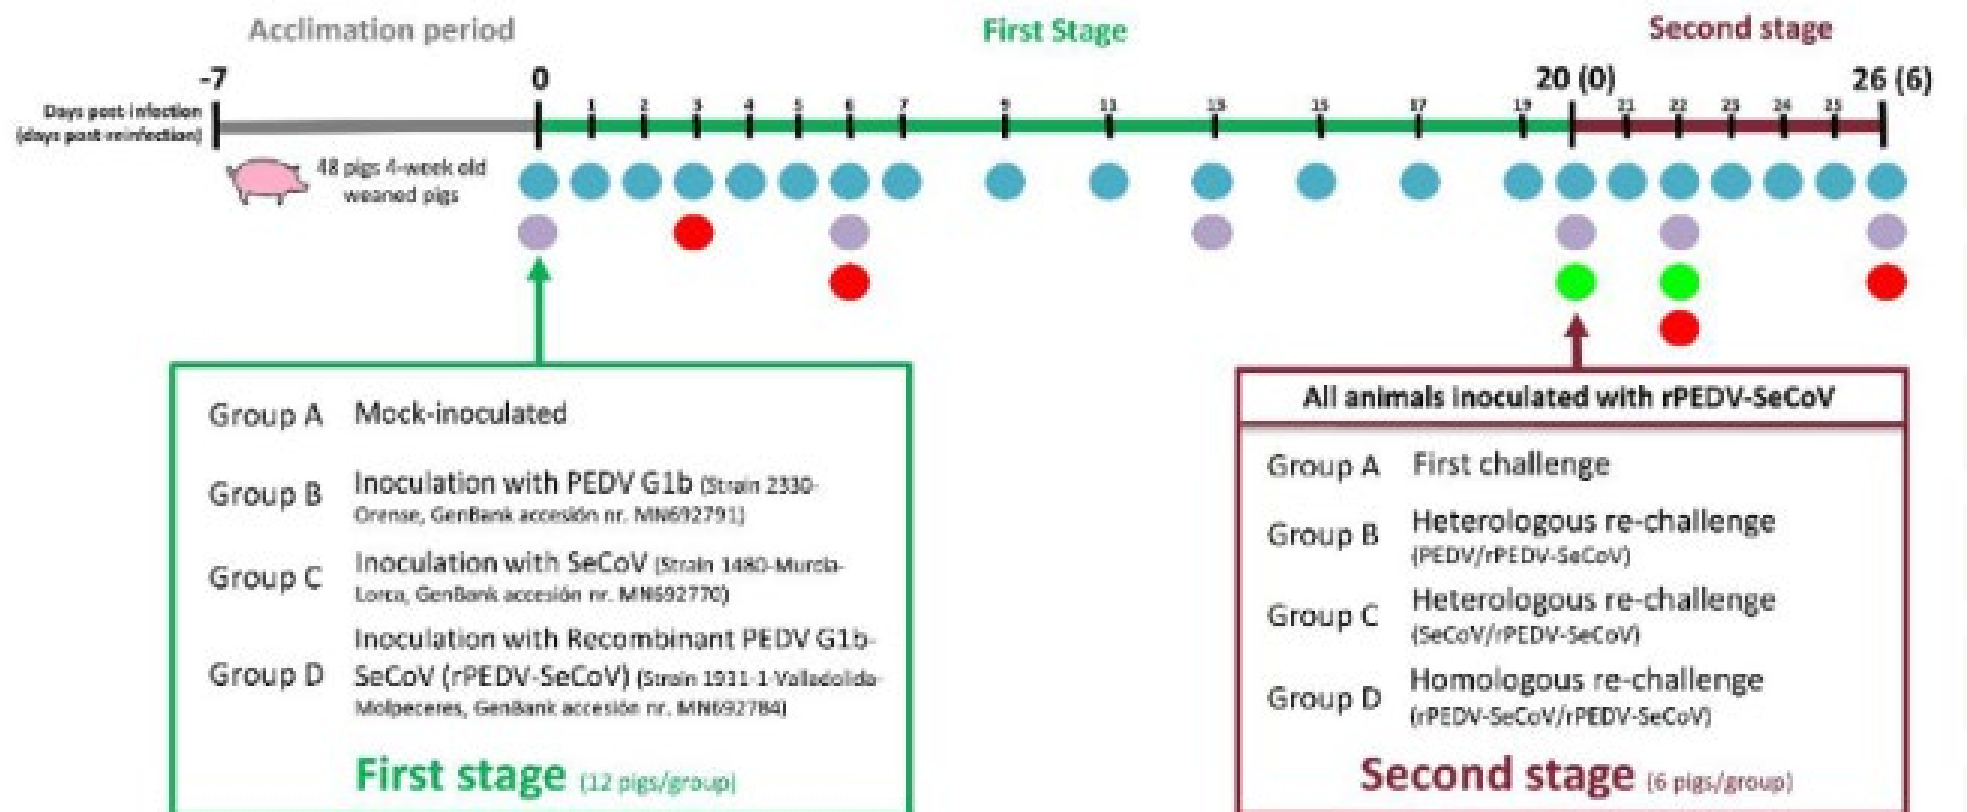 Acclimation period
First Stage
Second stage
-7
0
20 (0)
26 (6)
Days post-infection
(days post-reinfection)
1 2 3 4 5 6 7 9 11 13 15 17 19 21 22 23 24 25
48 pigs 4-week old
weaned pigs
Group A Mock-inoculated
Group B Inoculation with PEDV G1b (Strain 2330-
Orense, GenBank accesión nr. MN692791)
Group C Inoculation with SeCoV (Strain 1480-Murcia-
Lorca, GenBank accesión nr. MN692770)
Group D Inoculation with Recombinant PEDV G1b-
SeCoV (rPEDV-SeCoV) (Strain 1931-1-Valladolida-
Molpeceres, GenBank accesión nr. MN692784)
First stage (12 pigs/group)
All animals inoculated with rPEDV-SeCoV
Group A First challenge
Group B Heterologous re-challenge
(PEDV/rPEDV-SeCoV)
Group C Heterologous re-challenge
(SeCoV/rPEDV-SeCoV)
Group D Homologous re-challenge
(rPEDV-SeCoV/rPEDV-SeCoV)
Second stage (6 pigs/group)